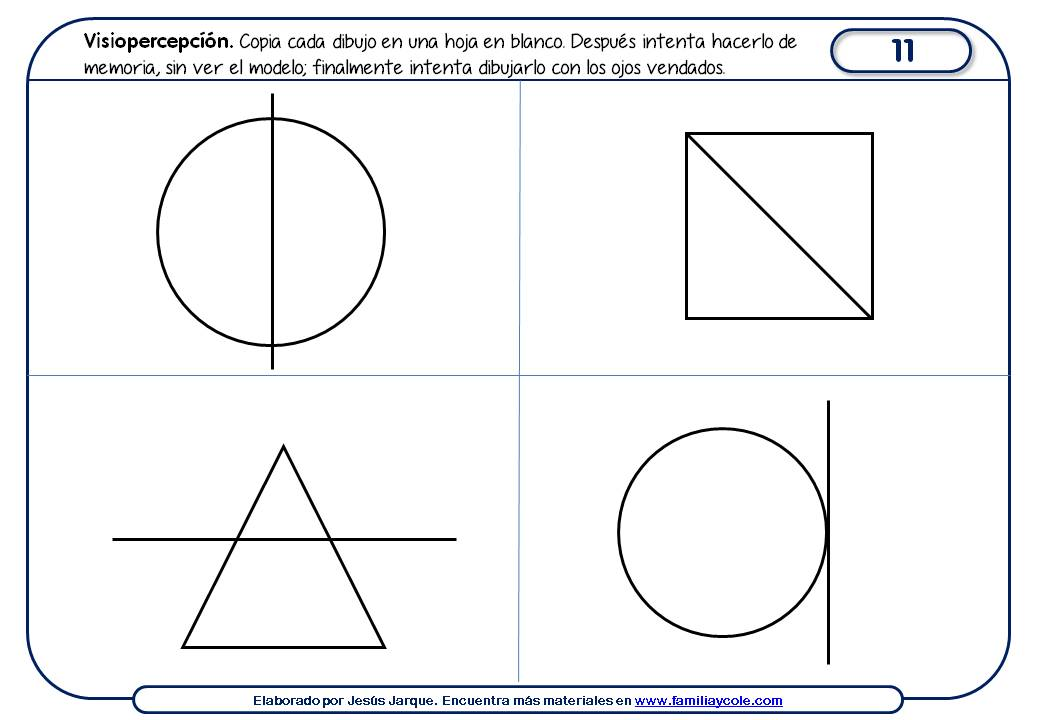 Visiopercepción. Copia cada dibujo en una hoja en blanco. Después intenta hacerlo de
memoria, sin ver el modelo; finalmente intenta dibujarlo con los ojos vendados.
11
Elaborado por Jesús Jarque. Encuentra más materiales en www.familiaycole.com